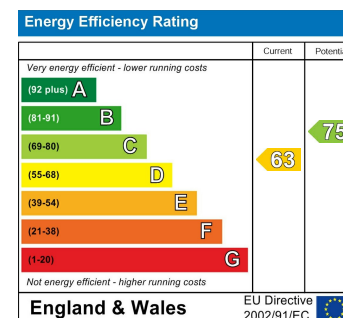 Energy Efficiency Rating
Current Potenti
Very energy efficient - lower running costs
(92 plus) A
(81-91) B
75
(69-80) C
63
(55-68) D
(39-54) E
(21-38) F
(1-20) G
Not energy efficient - higher running costs
England & Wales
EU Directive
2002/91/EC